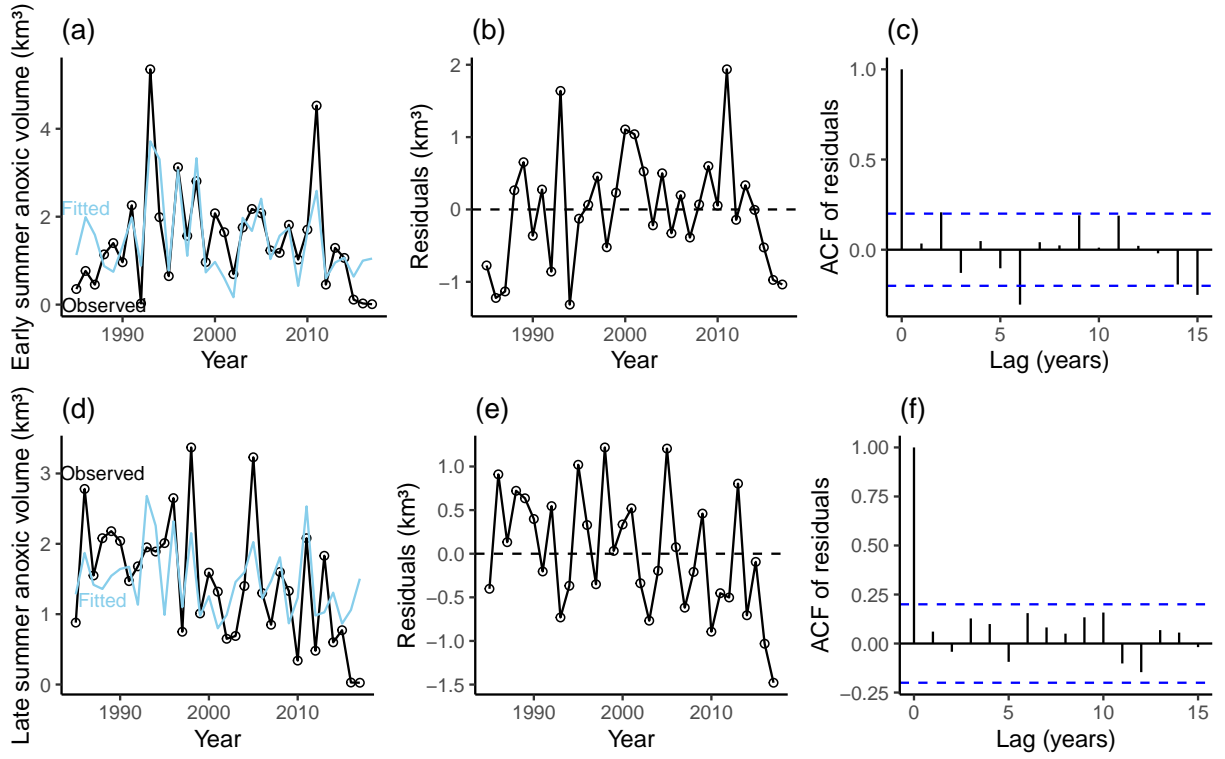 (a)
Early summer anoxic volume (km³)
4
2
0
Fitted
Observed
1990
2000
2010
Year
(b)
Residuals (km³)
2
1
0
−1
1990
2000
2010
Year
(c)
ACF of residuals
1.0
0.5
0.0
0
5
10
15
Lag (years)
(d)
Late summer anoxic volume (km³)
3
2
1
0
Observed
Fitted
1990
2000
2010
Year
(e)
Residuals (km³)
1.0
0.5
0.0
−0.5
−1.0
−1.5
1990
2000
2010
Year
(f)
ACF of residuals
1.00
0.75
0.50
0.25
0.00
−0.25
0
5
10
15
Lag (years)